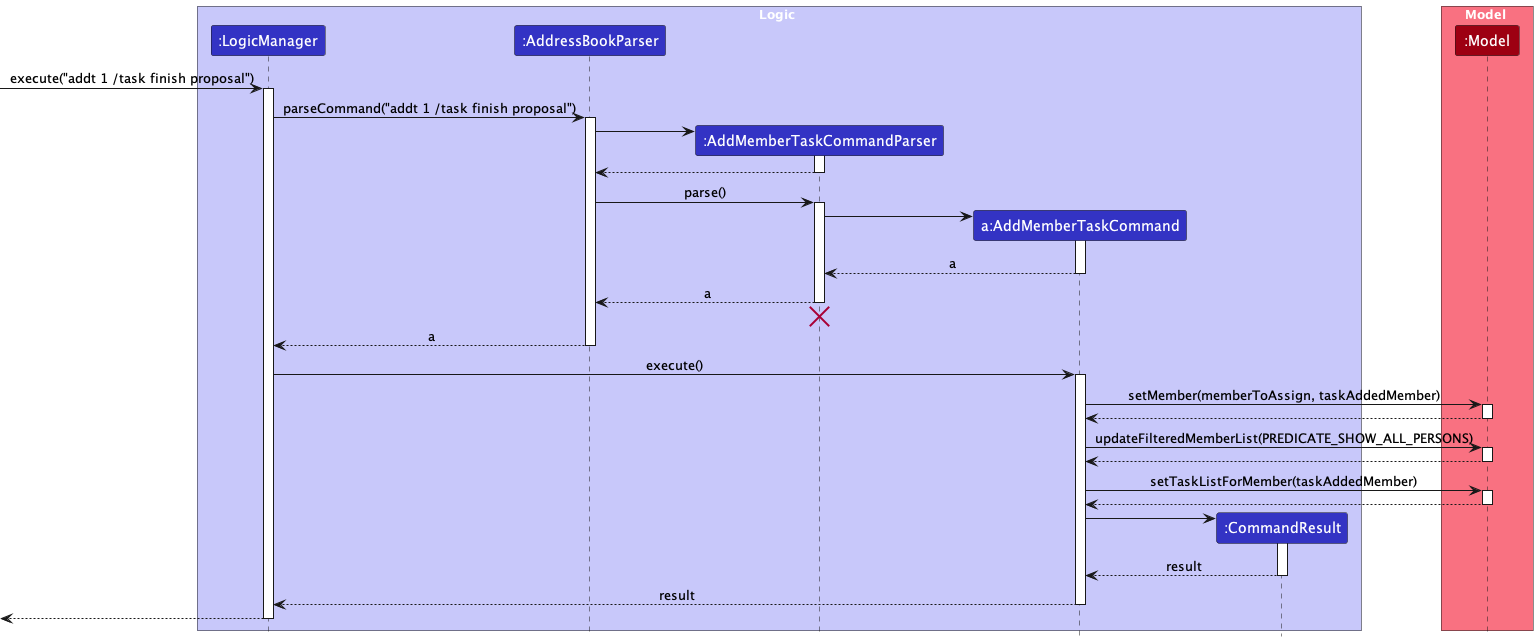 Logic
Model
:LogicManager
:AddressBookParser
:Model
execute("addt 1 /task finish proposal")
parseCommand("addt 1 /task finish proposal")
:AddMemberTaskCommandParser
parse()
a:AddMemberTaskCommand
a
a
a
execute()
setMember(memberToAssign, taskAddedMember)
updateFilteredMemberList(PREDICATE_SHOW_ALL_PERSONS)
setTaskListForMember(taskAddedMember)
:CommandResult
result
result